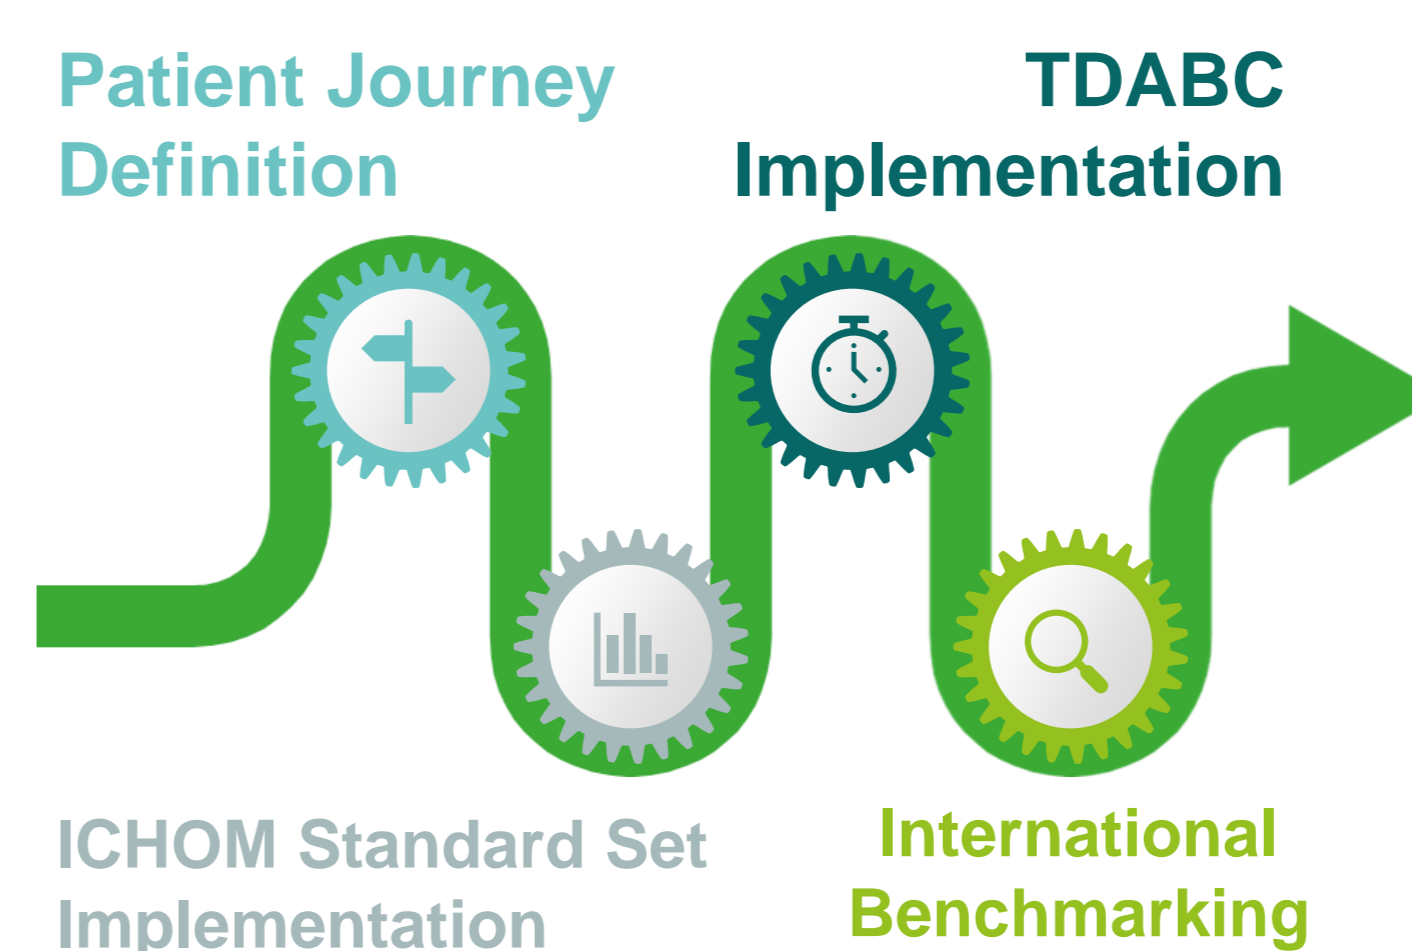 Patient Journey
Definition
TDABC
Implementation
ICHOM Standard Set
Implementation
International
Benchmarking